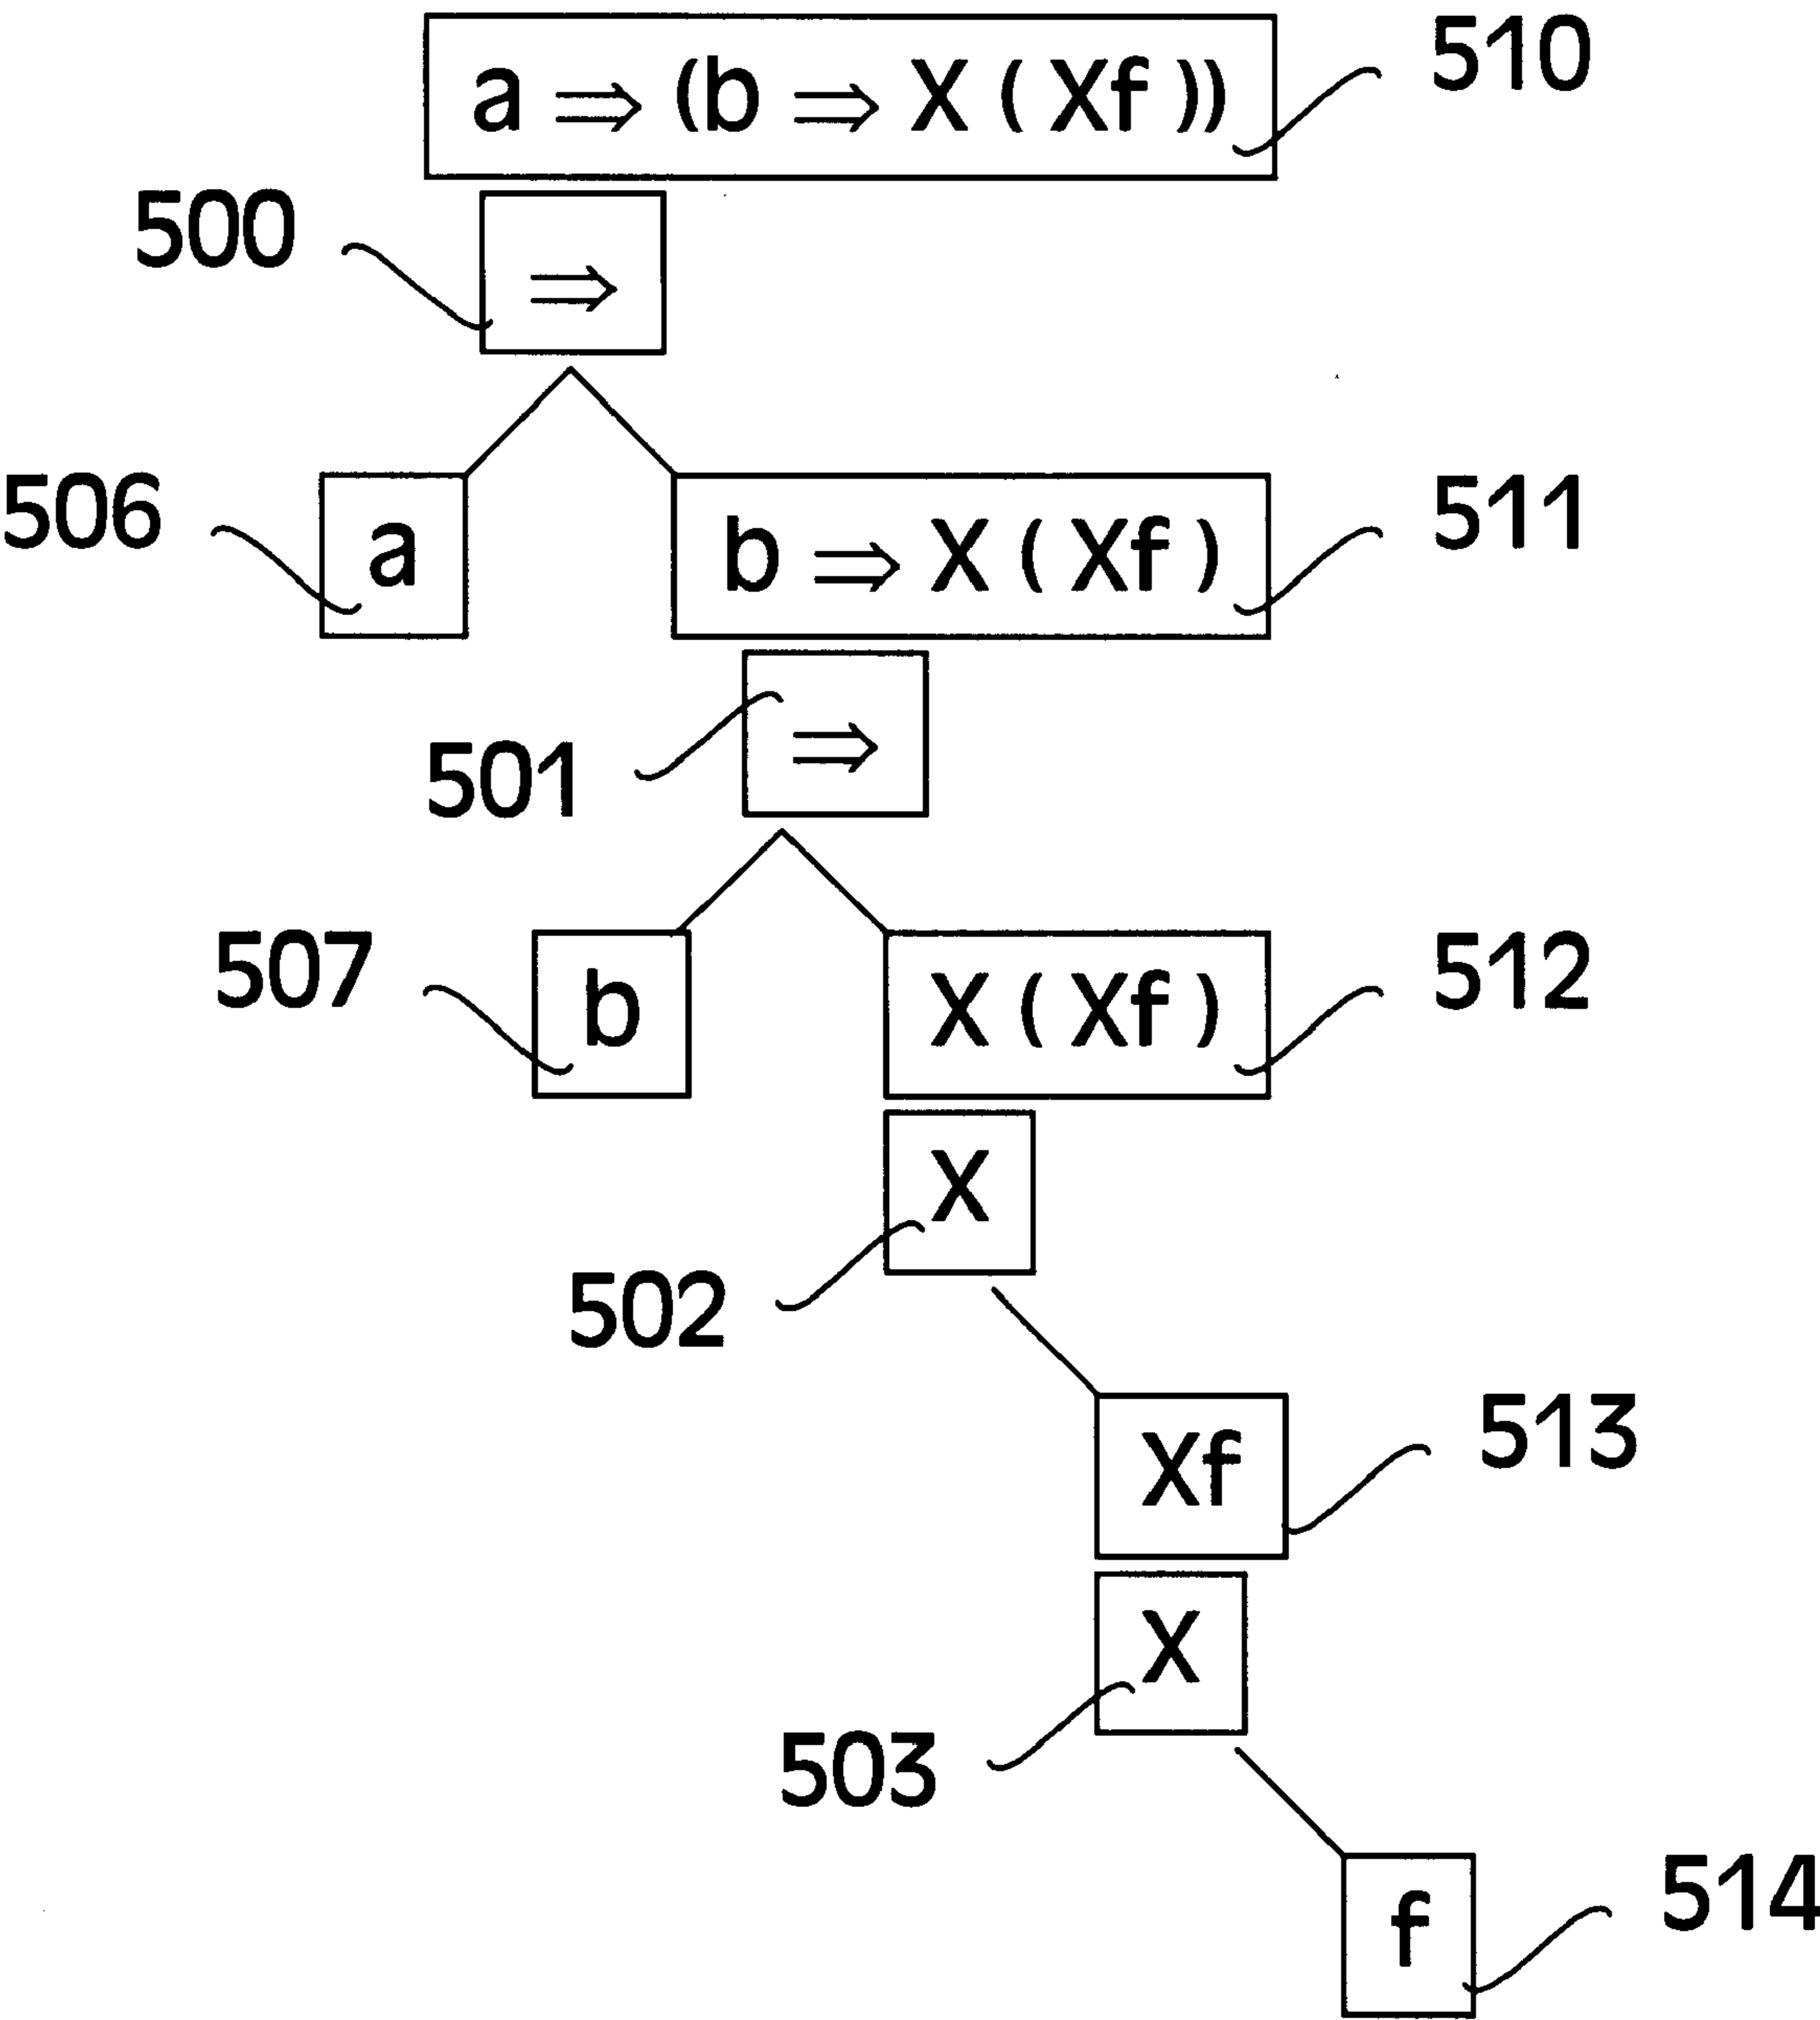 a ⇒ (b ⇒ X ( Xf )) 510
500 ⇒
506 a b ⇒ X ( Xf ) 511
501 ⇒
507 b X ( Xf ) 512
X
502
Xf 513
X
503
f 514